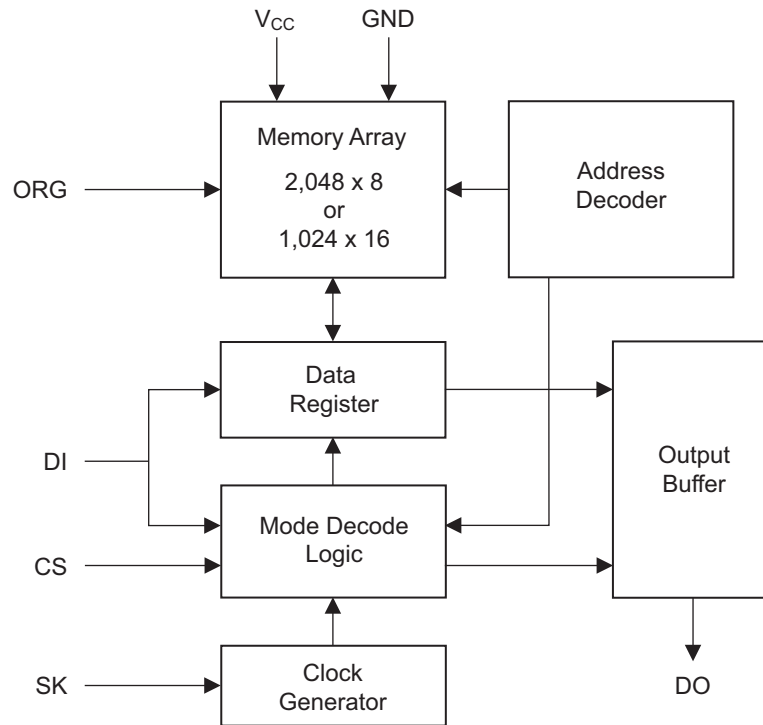 VCC
GND
Memory Array
2,048 x 8
or
1,024 x 16
Address
Decoder
ORG
Data
Register
DI
Output
Buffer
Mode Decode
Logic
CS
Clock
Generator
SK
DO